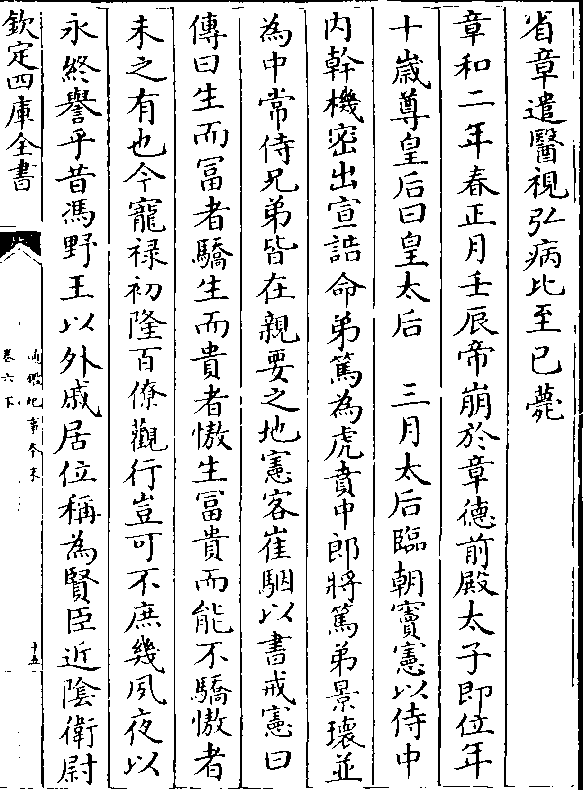 省章遣醫視弘病比至已薨
章和二年春正月壬辰帝崩於章德前殿太子即位年
十歲尊皇后曰皇太后　三月太后臨朝竇憲以侍中
內幹機密出宣誥命弟篤為虎賁中郎將篤弟景瓌並
為中常侍兄弟皆在親要之地憲客崔駰以書戒憲曰
傳曰生而冨者驕生而貴者慠生冨貴而能不驕慠者
未之有也今寵禄初隆百僚觀行豈可不庶幾夙夜以
永終譽乎昔馮野王以外戚居位稱為賢臣近陰衛尉
欽定四庫全書
通鑑紀事本末
卷六下
十五